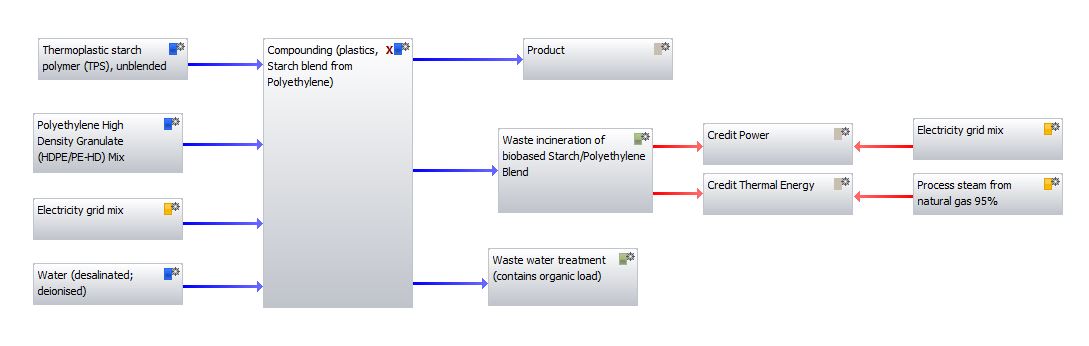 Thermoplastic starch
polymer (TPS), unblended
Polyethylene High
Density Granulate
(HDPE/PE-HD) Mix
Electricity grid mix
Water (desalinated;
deionised)
Compounding (plastics,
Starch blend from
Polyethylene)
X
Product
Waste incineration of
biobased Starch/Polyethylene
Blend
Waste water treatment
(contains organic load)
Credit Power
Credit Thermal Energy
Electricity grid mix
Process steam from
natural gas 95%